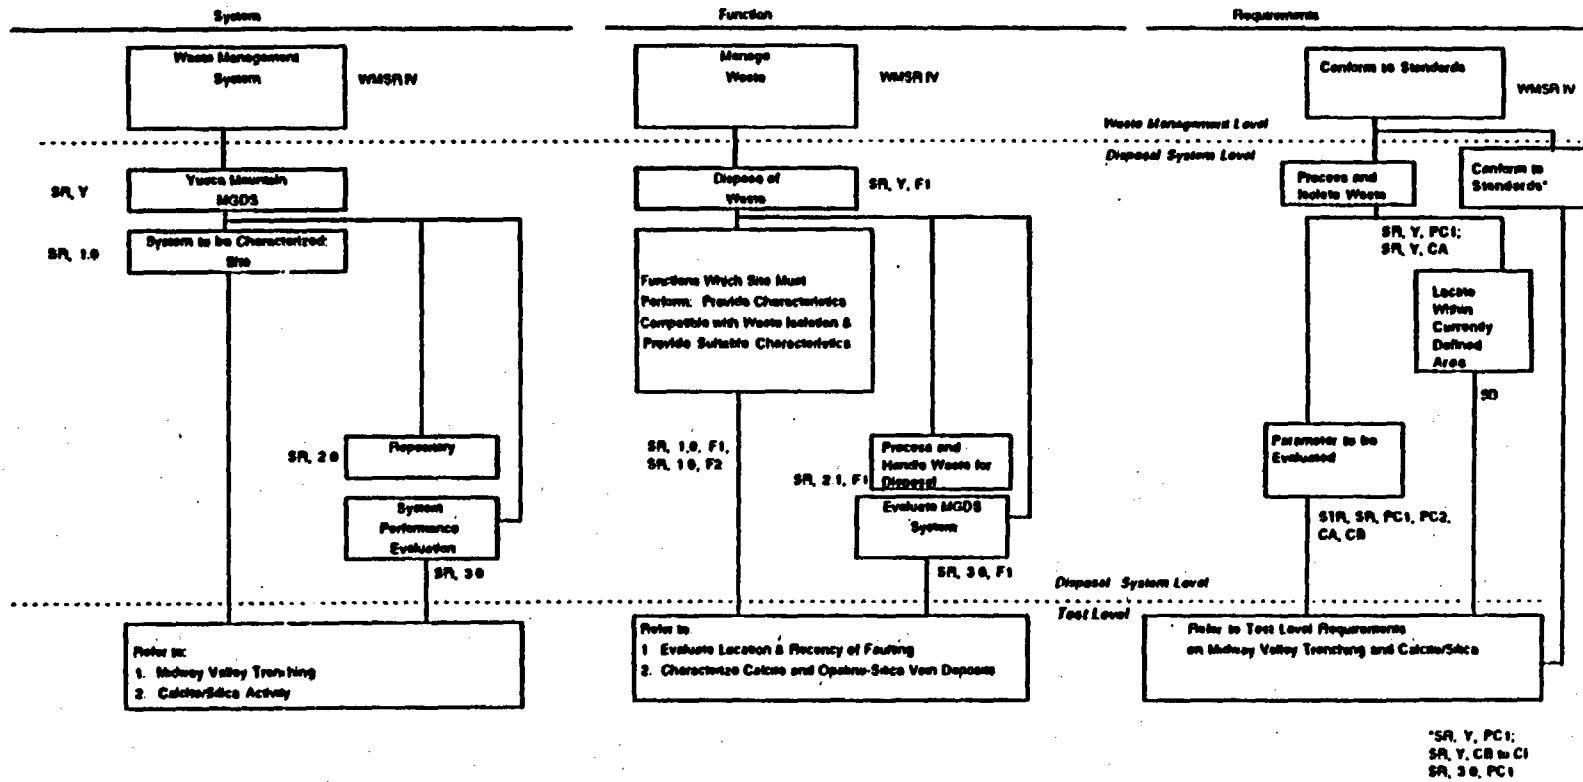 System
Waste Management
System
WMSR IV
SR, Y
Yucca Mountain
MGDS
SR, 1.0
System to be Characterized:
Site
SR, 2.0
Repository
System
Performance
Evaluation
SR, 3.0
Refer to:
1. Midway Valley Trenching
2. Calcite/Silica Activity
Function
Manage
Waste
WMSR IV
Dispose of
Waste
SR, Y, F1
Functions Which Site Must
Perform: Provide Characteristics
Compatible with Waste Isolation &
Provide Suitable Characteristics
SR, 1.0, F1,
SR, 1.0, F2
SR, 2.1, F1
Process and
Handle Waste for
Disposal
Evaluate MGDS
System
SR, 3.0, F1
Refer to
1 Evaluate Location & Recency of Faulting
2. Characterize Calcite and Opaline-Silica Vein Deposits
Requirements
Conform to Standards
WMSR IV
Waste Management Level
Disposal System Level
Process and
Isolate Waste
Conform to
Standards*
SR, Y, PC1;
SR, Y, CA
Locate
Within
Currently
Defined
Area
SD
Parameter to be
Evaluated
STR, SR, PC1, PC2,
CA, CB
Disposal System Level
Test Level
Refer to Test Level Requirements
on Midway Valley Trenching and Calcite/Silica
*SR, Y, PC1;
SR, Y, CB to CI
SR, 3.0, PC1